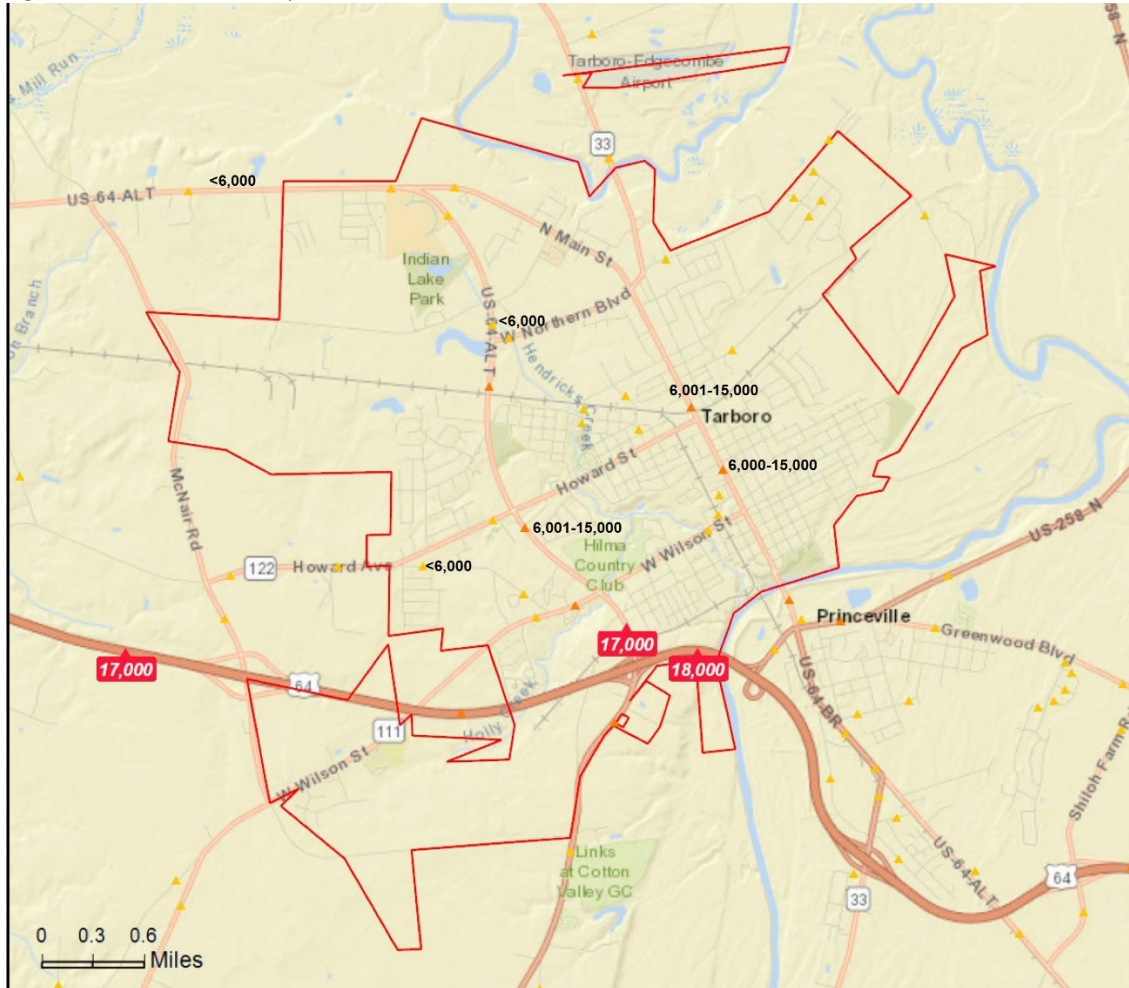 Mill Run
Tarboro-Edgecombe
Airport
US-258 N
33
US-64-ALT
<6,000
N Main St
Indian
Lake
Park
US-64-ALT
<6,000
W Northern Blvd
on Branch
Hendricks Creek
6,001-15,000
Tarboro
Howard St
6,000-15,000
McNair Rd
6,001-15,000
W Wilson St
Hilma
Country
Club
US-258-N
122
Howard Ave
<6,000
Princeville
Greenwood Blvd
17,000
17,000
18,000
64
Holly Creek
111
US-64-BR
W Wilson St
Shiloh Farm Rd
Links
at Cotton
Valley GC
US-64-ALT
64
33
0 0.3 0.6
Miles